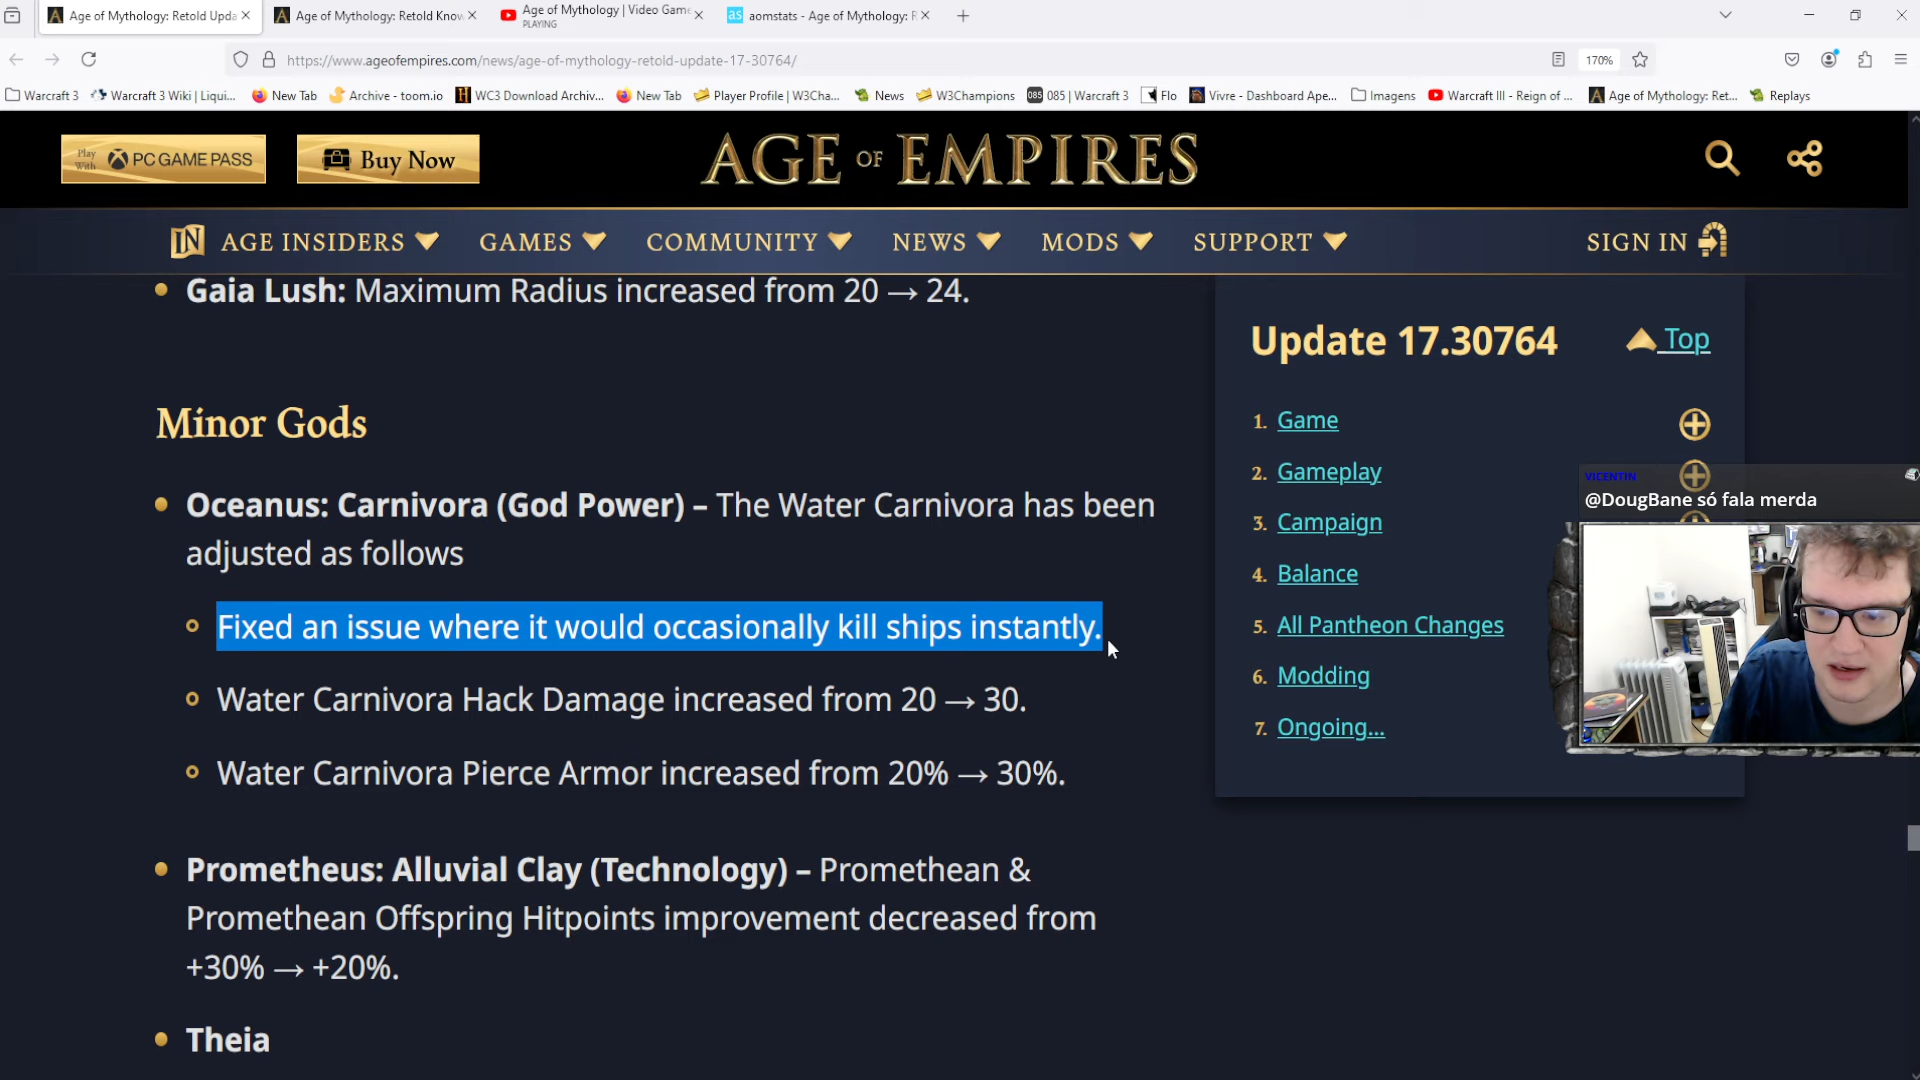 Age of Mythology: Retold Upda
Age of Mythology: Retold Know
Age of Mythology | Video Game
PLAYING
aomstats - Age of Mythology: R
https://www.ageofempires.com/news/age-of-mythology-retold-update-17-30764/
170%
Warcraft 3
Warcraft 3 Wiki | Liqui...
New Tab
Archive - toom.io
WC3 Download Archiv...
New Tab
Player Profile | W3Cha...
News
W3Champions
085 | Warcraft 3
Flo
Vivre - Dashboard Ape...
Imagens
Warcraft III - Reign of ...
Age of Mythology: Ret...
Replays
Play With PC GAME PASS
Buy Now
AGE OF EMPIRES
IN AGE INSIDERS
GAMES
COMMUNITY
NEWS
MODS
SUPPORT
SIGN IN
Gaia Lush: Maximum Radius increased from 20 → 24.
Minor Gods
Oceanus: Carnivora (God Power) – The Water Carnivora has been
adjusted as follows
Fixed an issue where it would occasionally kill ships instantly.
Water Carnivora Hack Damage increased from 20 → 30.
Water Carnivora Pierce Armor increased from 20% → 30%.
Prometheus: Alluvial Clay (Technology) – Promethean &
Promethean Offspring Hitpoints improvement decreased from
+30% → +20%.
Theia
Update 17.30764
Top
1. Game
2. Gameplay
3. Campaign
4. Balance
5. All Pantheon Changes
6. Modding
7. Ongoing...
VICENTIN
@DougBane só fala merda